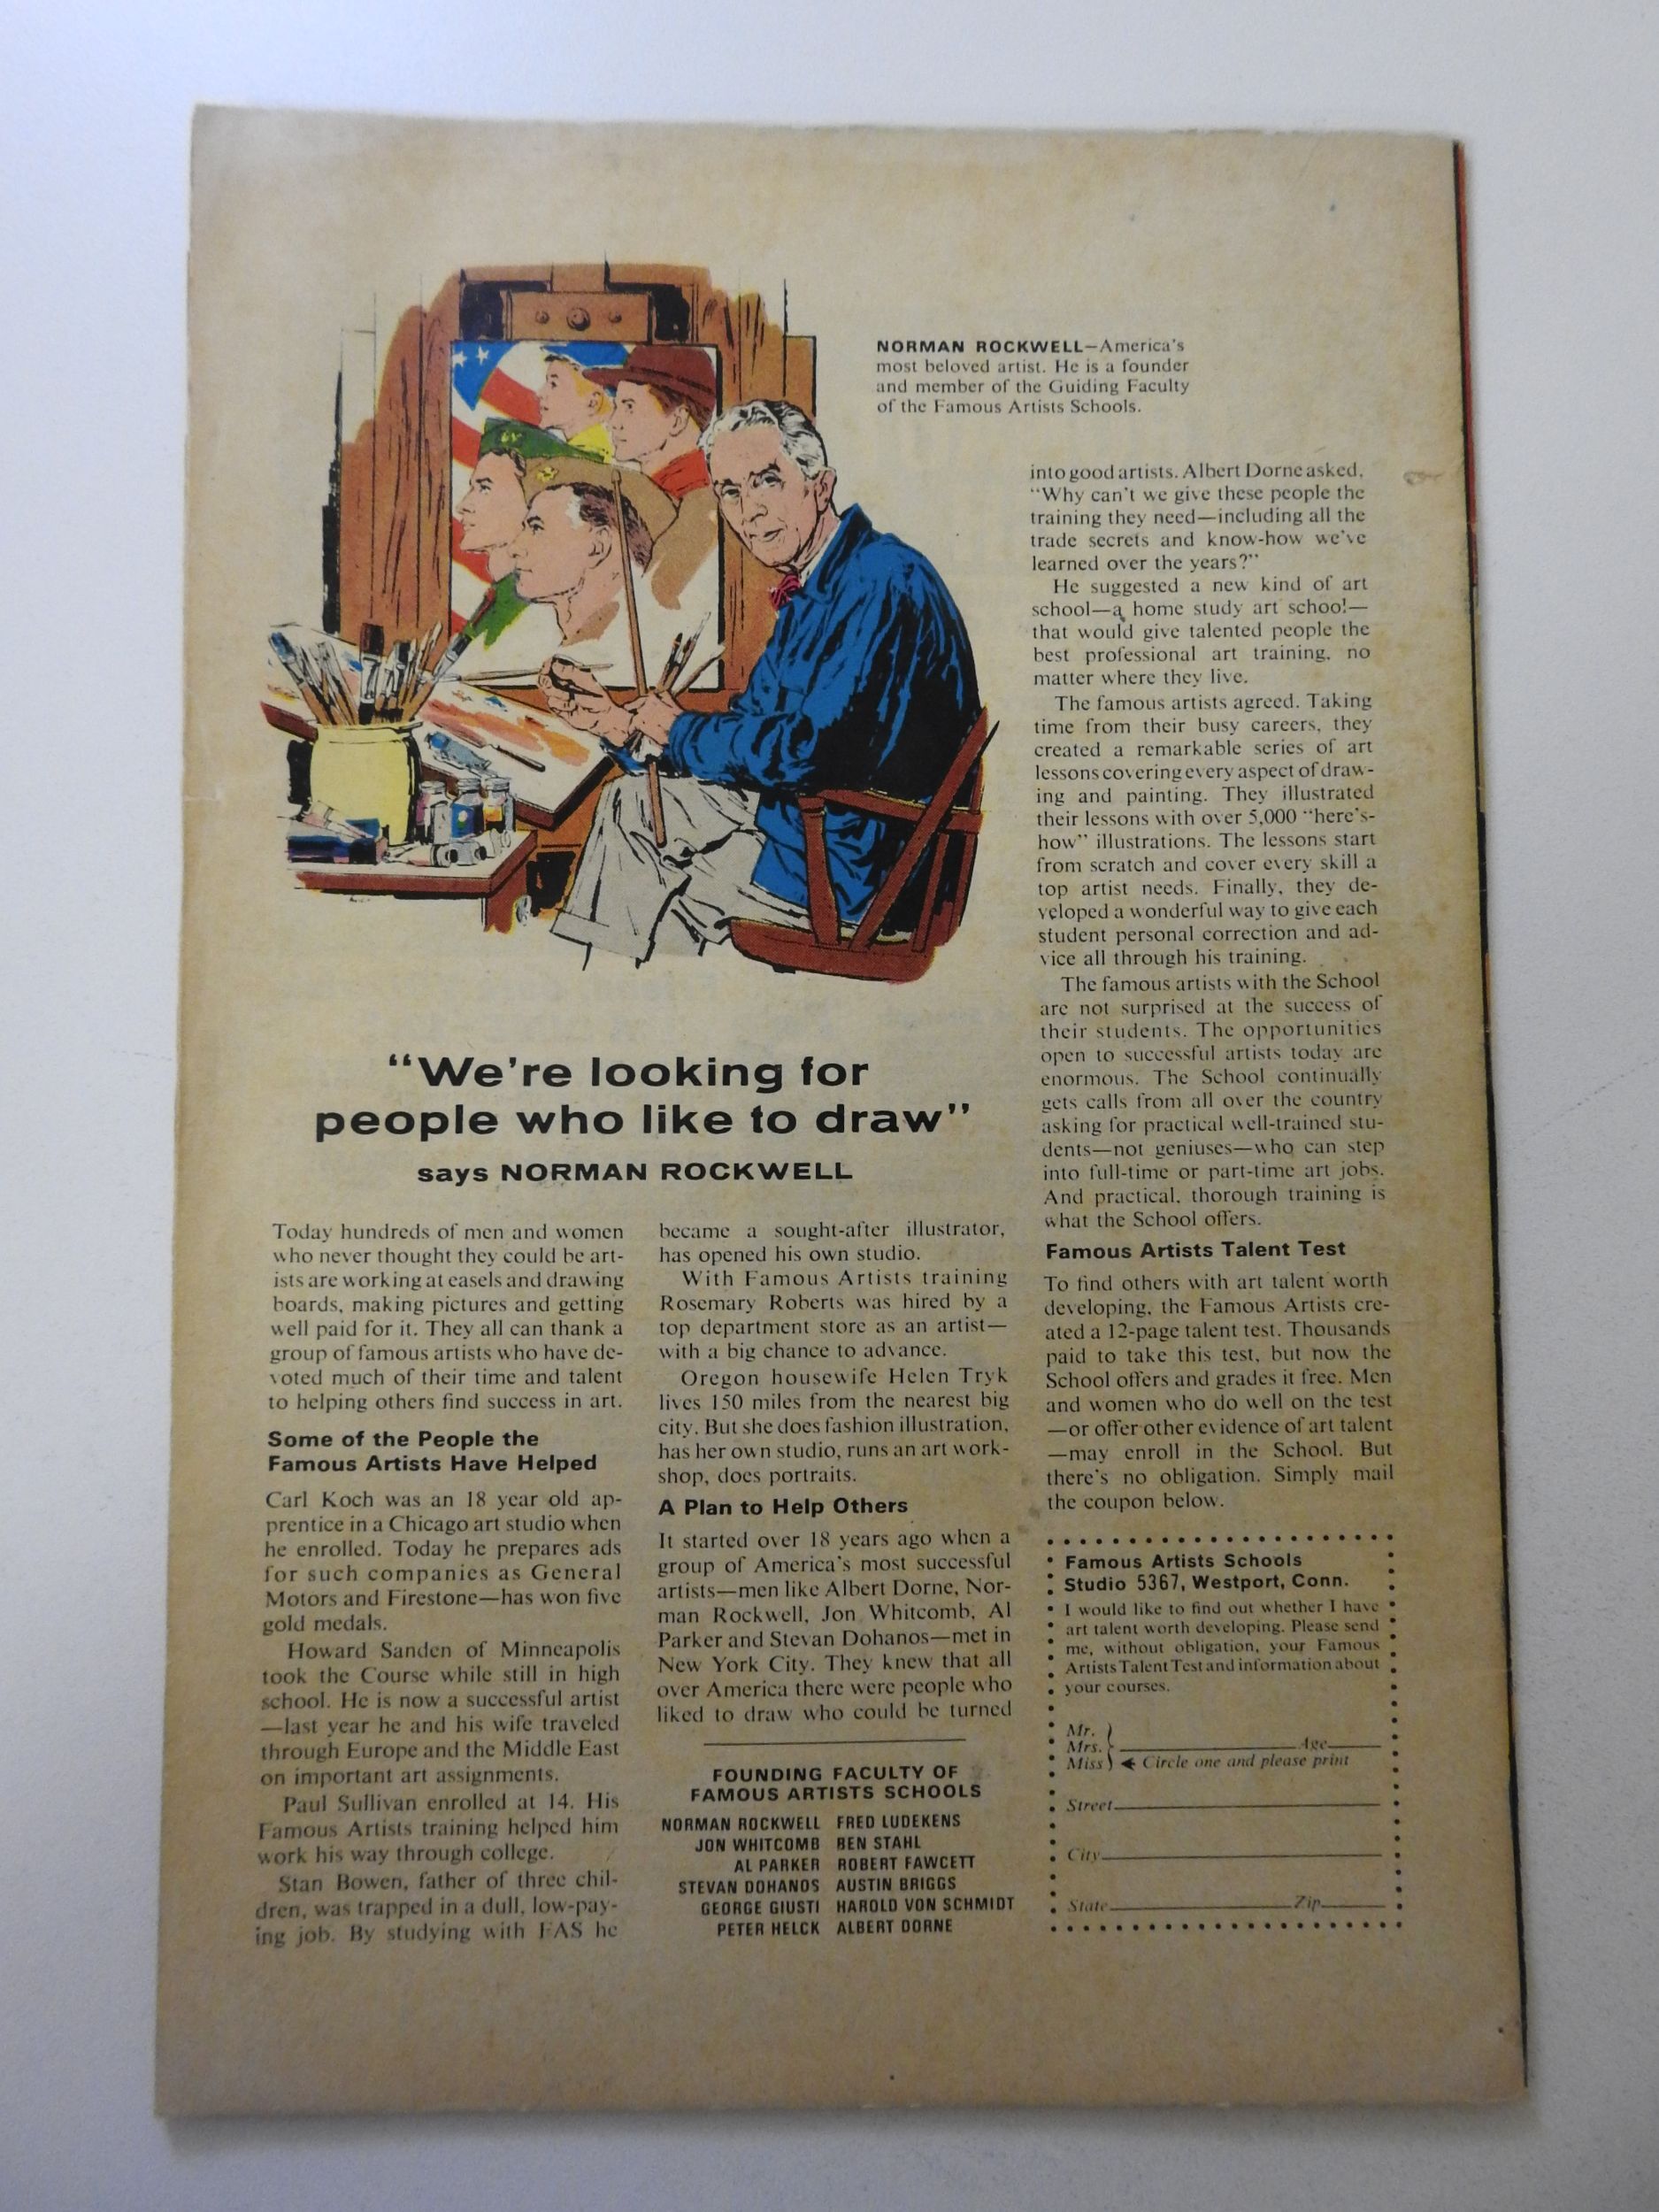 NORMAN ROCKWELL—America's
most beloved artist. He is a founder
and member of the Guiding Faculty
of the Famous Artists Schools.
"We're looking for
people who like to draw"
says NORMAN ROCKWELL
Today hundreds of men and women
who never thought they could be art-
ists are working at easels and drawing
boards, making pictures and getting
well paid for it. They all can thank a
group of famous artists who have de-
voted much of their time and talent
to helping others find success in art.
Some of the People the
Famous Artists Have Helped
Carl Koch was an 18 year old ap-
prentice in a Chicago art studio when
he enrolled. Today he prepares ads
for such companies as General
Motors and Firestone—has won five
gold medals.
Howard Sanden of Minneapolis
took the Course while still in high
school. He is now a successful artist
—last year he and his wife traveled
through Europe and the Middle East
on important art assignments.
Paul Sullivan enrolled at 14. His
Famous Artists training helped him
work his way through college.
Stan Bowen, father of three chil-
dren, was trapped in a dull, low-pay-
ing job. By studying with FAS he
became a sought-after illustrator,
has opened his own studio.
With Famous Artists training
Rosemary Roberts was hired by a
top department store as an artist—
with a big chance to advance.
Oregon housewife Helen Tryk
lives 150 miles from the nearest big
city. But she does fashion illustration,
has her own studio, runs an art work-
shop, does portraits.
A Plan to Help Others
It started over 18 years ago when a
group of America's most successful
artists—men like Albert Dorne, Nor-
man Rockwell, Jon Whitcomb, Al
Parker and Stevan Dohanos—met in
New York City. They knew that all
over America there were people who
liked to draw who could be turned
into good artists. Albert Dorne asked,
"Why can't we give these people the
training they need—including all the
trade secrets and know-how we've
learned over the years?"
He suggested a new kind of art
school—a home study art school—
that would give talented people the
best professional art training, no
matter where they live.
The famous artists agreed. Taking
time from their busy careers, they
created a remarkable series of art
lessons covering every aspect of draw-
ing and painting. They illustrated
their lessons with over 5,000 "here's-
how" illustrations. The lessons start
from scratch and cover every skill a
top artist needs. Finally, they de-
veloped a wonderful way to give each
student personal correction and ad-
vice all through his training.
The famous artists with the School
are not surprised at the success of
their students. The opportunities
open to successful artists today are
enormous. The School continually
gets calls from all over the country
asking for practical well-trained stu-
dents—not geniuses—who can step
into full-time or part-time art jobs.
And practical, thorough training is
what the School offers.
Famous Artists Talent Test
To find others with art talent worth
developing, the Famous Artists cre-
ated a 12-page talent test. Thousands
paid to take this test, but now the
School offers and grades it free. Men
and women who do well on the test
—or offer other evidence of art talent
—may enroll in the School. But
there's no obligation. Simply mail
the coupon below.
FOUNDING FACULTY OF
FAMOUS ARTISTS SCHOOLS
NORMAN ROCKWELL FRED LUDEKENS
JON WHITCOMB BEN STAHL
AL PARKER ROBERT FAWCETT
STEVAN DOHANOS AUSTIN BRIGGS
GEORGE GIUSTI HAROLD VON SCHMIDT
PETER HELCK ALBERT DORNE
Famous Artists Schools
Studio 5367, Westport, Conn.
I would like to find out whether I have
art talent worth developing. Please send
me, without obligation, your Famous
Artists Talent Test and information about
your courses.
Mr.
Mrs. Age
Miss Circle one and please print
Street
City
State Zip